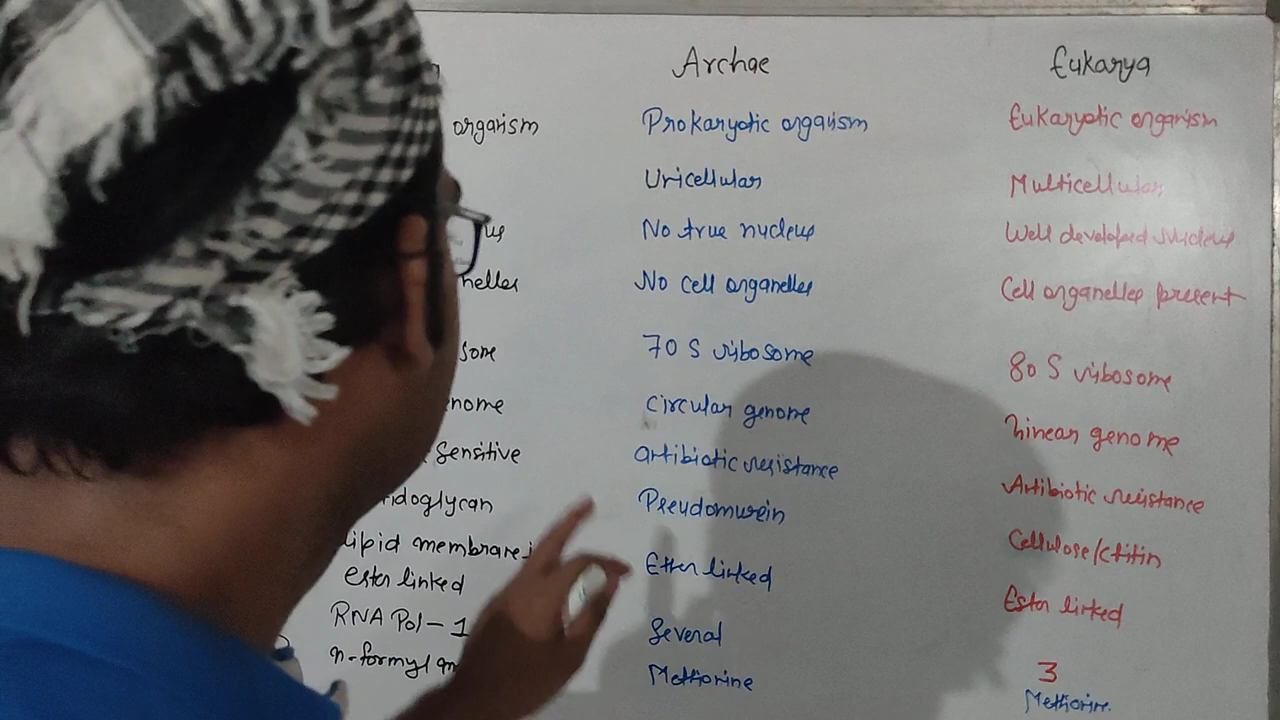 Archae
Eukarya
organism
Prokaryotic organism
Eukaryotic organism
Unicellular
Multicellular
No true nucleus
Well developed nucleus
No cell organelles
Cell organelles present
70 S ribosome
80 S ribosome
Circular genome
Linear genome
Sensitive
antibiotic resistance
Antibiotic resistance
Pseudomurein
Cellulose/Chitin
Lipid membrane
Ester linked
Ether linked
Ester linked
RNA Pol-1
Several
3
n-formyl
Methionine
Methionine